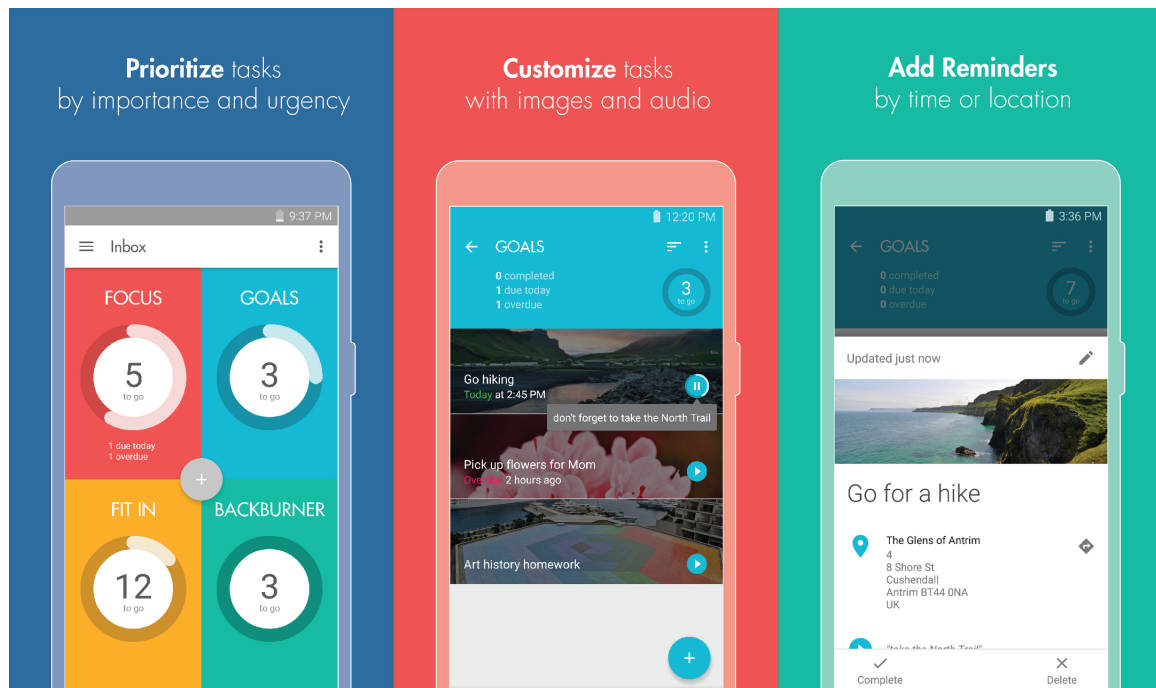 Prioritize tasks
by importance and urgency
9:37 PM
Inbox
FOCUS
5
to go
1 due today
1 overdue
GOALS
3
to go
+
FIT IN
12
to go
BACKBURNER
3
to go
Customize tasks
with images and audio
12:20 PM
GOALS
0 completed
1 due today
1 overdue
3
to go
Go hiking
Today at 2:45 PM
don't forget to take the North Trail
Pick up flowers for Mom
Overdue 2 hours ago
Art history homework
+
Add Reminders
by time or location
3:36 PM
GOALS
0 completed
0 due today
0 overdue
7
to go
Updated just now
Go for a hike
The Glens of Antrim
4
8 Shore St
Cushendall
Antrim BT44 0NA
UK
"take the North Trail"
Complete
Delete